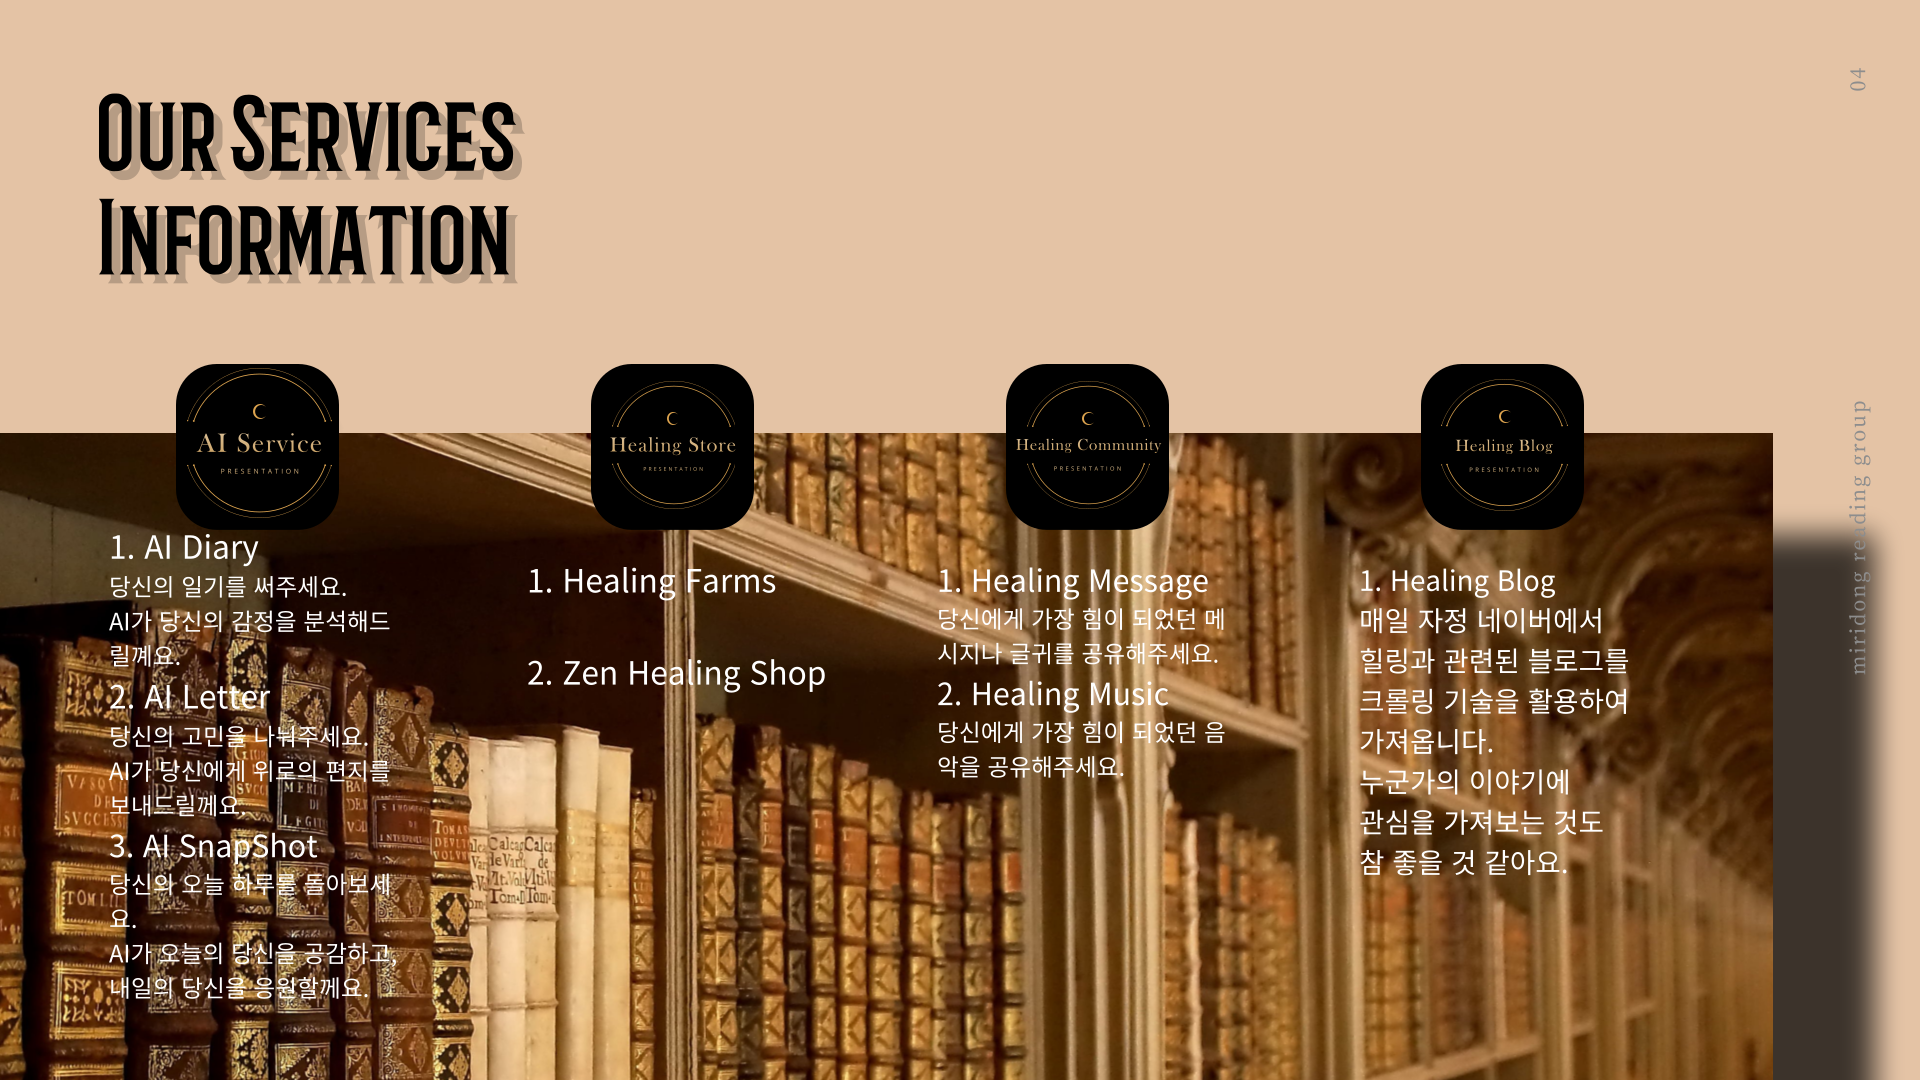 OUR SERVICES
INFORMATION
04
miridong reading group
AI Service
PRESENTATION
Healing Store
PRESENTATION
Healing Community
PRESENTATION
Healing Blog
PRESENTATION
1. AI Diary
당신의 일기를 써주세요.
AI가 당신의 감정을 분석해드
릴께요.
2. AI Letter
당신의 고민을 나눠주세요.
AI가 당신에게 위로의 편지를
보내드릴께요.
3. AI SnapShot
당신의 오늘 하루를 돌아보세
요.
AI가 오늘의 당신을 공감하고,
내일의 당신을 응원할께요.
1. Healing Farms
2. Zen Healing Shop
1. Healing Message
당신에게 가장 힘이 되었던 메
시지나 글귀를 공유해주세요.
2. Healing Music
당신에게 가장 힘이 되었던 음
악을 공유해주세요.
1. Healing Blog
매일 자정 네이버에서
힐링과 관련된 블로그를
크롤링 기술을 활용하여
가져옵니다.
누군가의 이야기에
관심을 가져보는 것도
참 좋을 것 같아요.